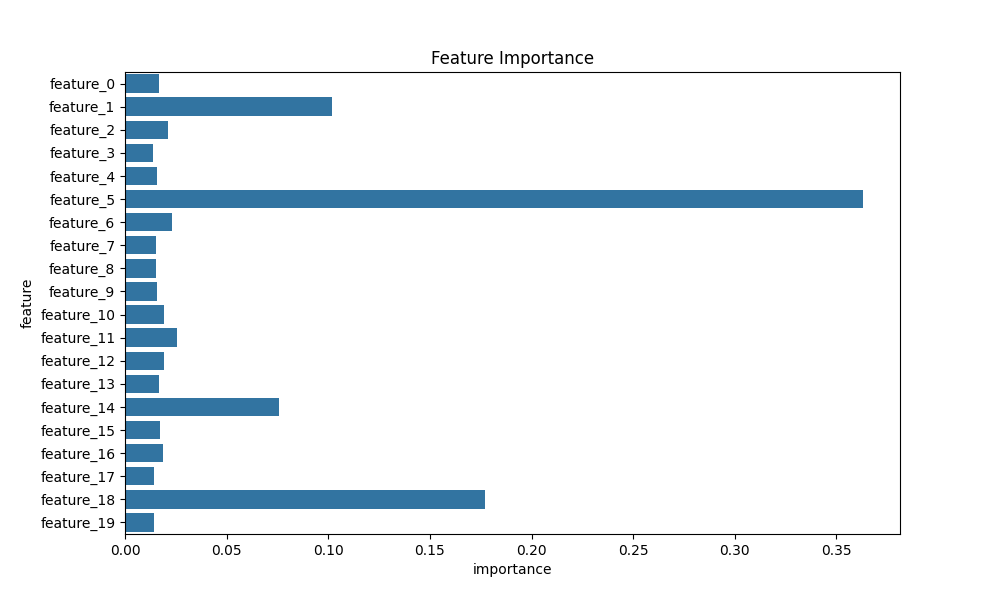 Feature Importance
feature_0
feature_1
feature_2
feature_3
feature_4
feature_5
feature_6
feature_7
feature_8
feature_9
feature_10
feature_11
feature_12
feature_13
feature_14
feature_15
feature_16
feature_17
feature_18
feature_19
feature
0.00 0.05 0.10 0.15 0.20 0.25 0.30 0.35
importance